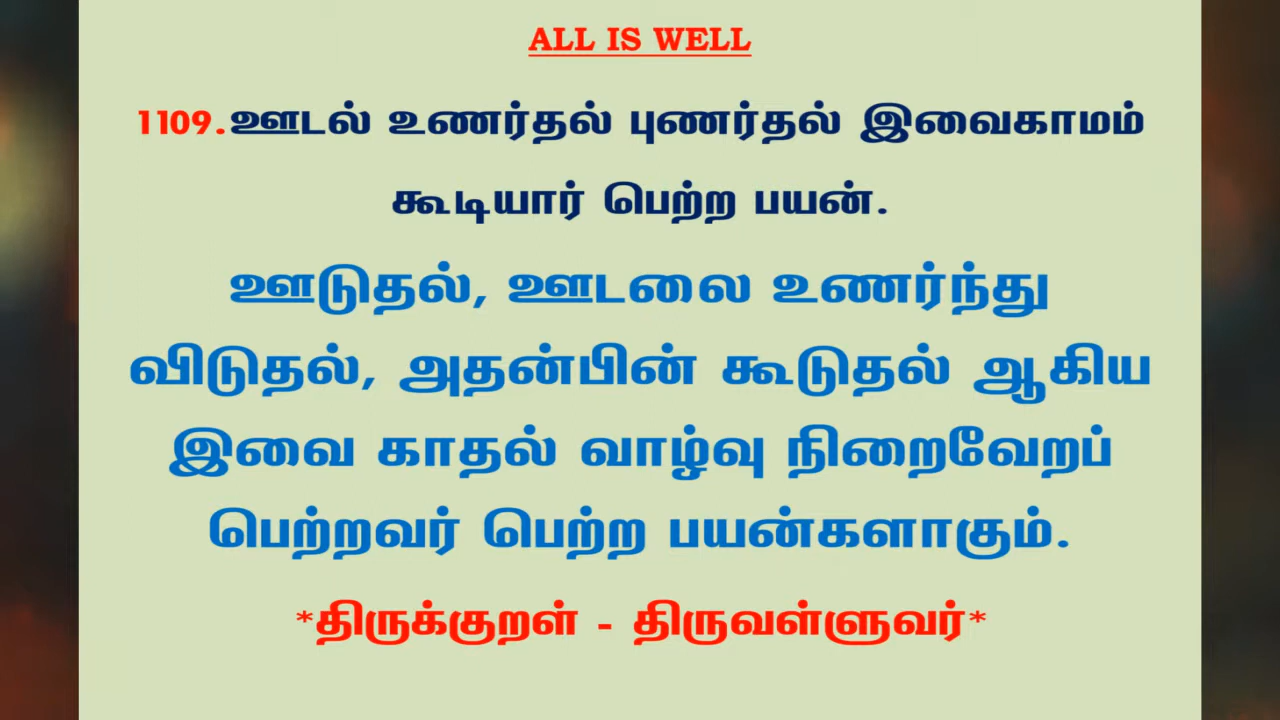 ALL IS WELL
1109.ஊடல் உணர்தல் புணர்தல் இவைகாமம்
கூடியார் பெற்ற பயன்.
ஊடுதல், ஊடலை உணர்ந்து
விடுதல், அதன்பின் கூடுதல் ஆகிய
இவை காதல் வாழ்வு நிறைவேறப்
பெற்றவர் பெற்ற பயன்களாகும்.
*திருக்குறள் - திருவள்ளுவர்*